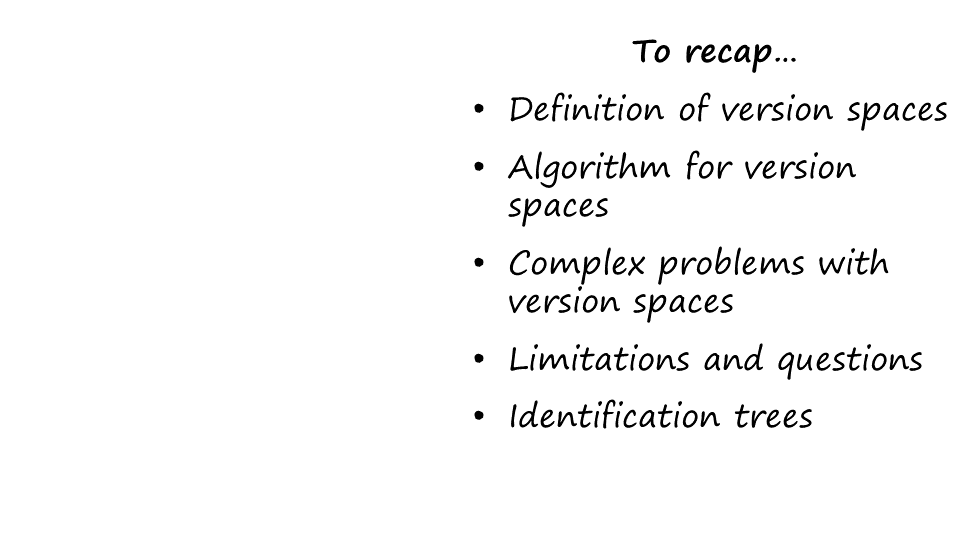 To recap...
• Definition of version spaces
• Algorithm for version
spaces
• Complex problems with
version spaces
• Limitations and questions
• Identification trees